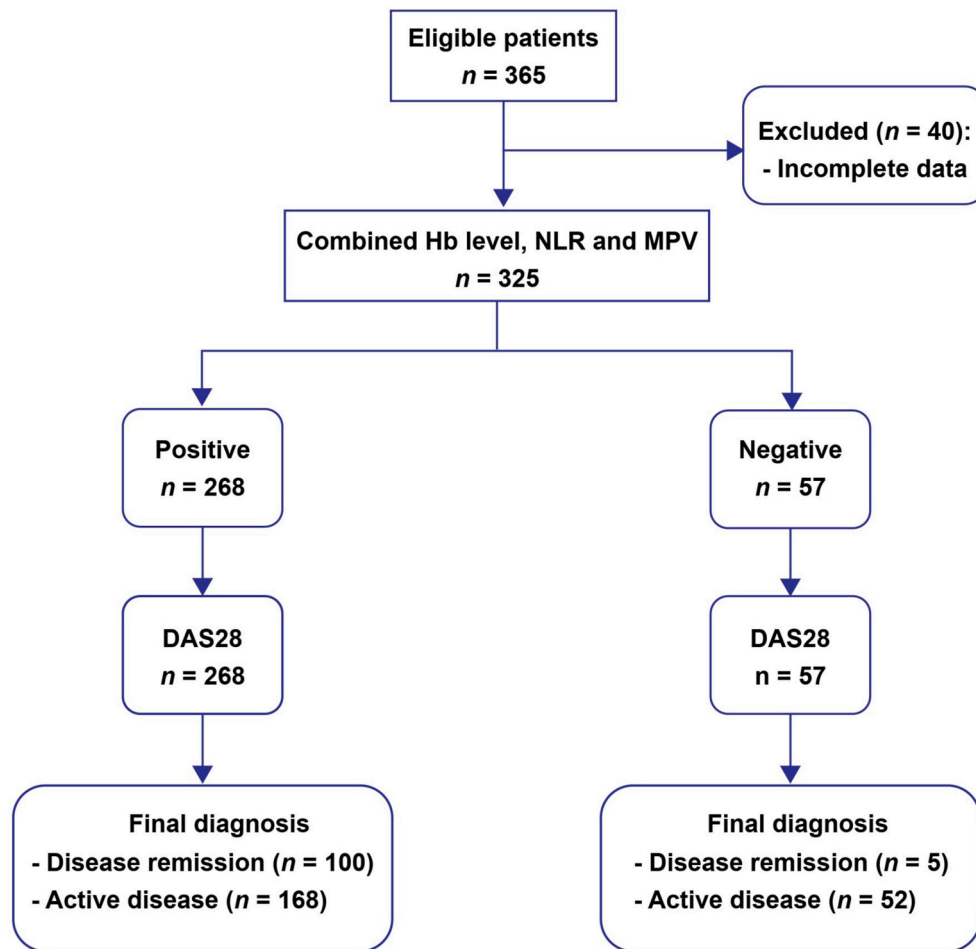 Eligible patients
n = 365
Excluded (n = 40):
- Incomplete data
Combined Hb level, NLR and MPV
n = 325
Positive
n = 268
Negative
n = 57
DAS28
n = 268
DAS28
n = 57
Final diagnosis
- Disease remission (n = 100)
- Active disease (n = 168)
Final diagnosis
- Disease remission (n = 5)
- Active disease (n = 52)